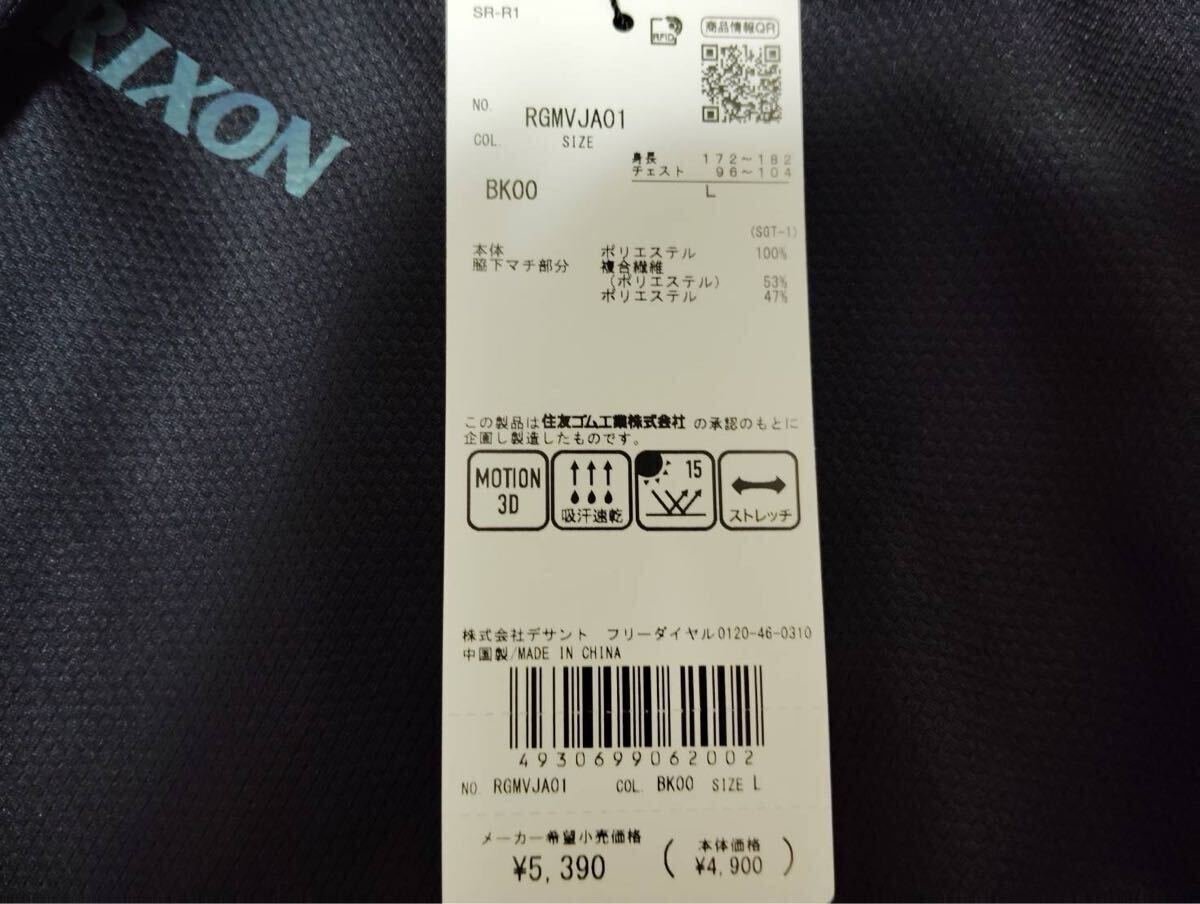 RIXON
SR-R1
RFID
商品情報QR
NO.
RGMVJA01
COL.
SIZE
身長 172～182
チェスト 96～104
BK00
L
(SGT-1)
本体 ポリエステル 100%
脇下マチ部分 複合繊維
(ポリエステル) 53%
ポリエステル 47%
この製品は住友ゴム工業株式会社 の承認のもとに
企画し製造したものです。
MOTION
3D
吸汗速乾
15
ストレッチ
株式会社デサント フリーダイヤル0120-46-0310
中国製/MADE IN CHINA
4930699062002
NO. RGMVJA01 COL. BK00 SIZE L
メーカー希望小売価格
¥5,390
(本体価格
¥4,900)